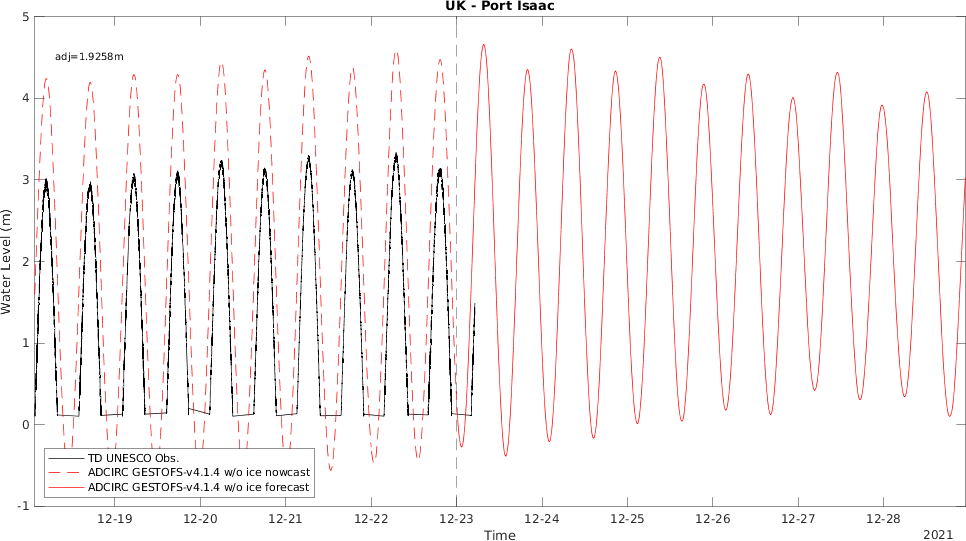 UK - Port Isaac
adj=1.9258m
Water Level (m)
5
4
3
2
1
0
-1
TD UNESCO Obs.
ADCIRC GESTOFS-v4.1.4 w/o ice nowcast
ADCIRC GESTOFS-v4.1.4 w/o ice forecast
12-19 12-20 12-21 12-22 12-23 12-24 12-25 12-26 12-27 12-28
Time
2021